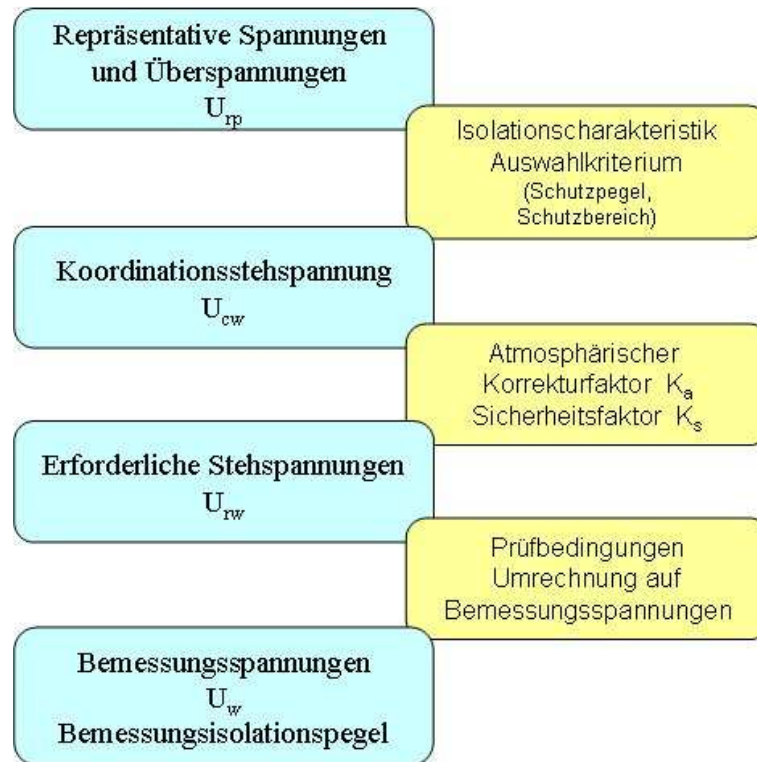 Repräsentative Spannungen
und Überspannungen
U_rp
Isolationscharakteristik
Auswahlkriterium
(Schutzpegel,
Schutzbereich)
Koordinationsstehspannung
U_cw
Atmosphärischer
Korrekturfaktor K_a
Sicherheitsfaktor K_s
Erforderliche Stehspannungen
U_rw
Prüfbedingungen
Umrechnung auf
Bemessungsspannungen
Bemessungsspannungen
U_w
Bemessungsisolationspegel